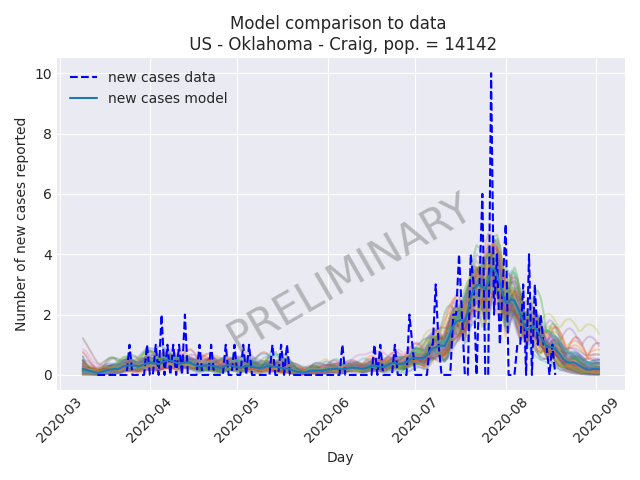 Model comparison to data
US - Oklahoma - Craig, pop. = 14142
new cases data
new cases model
PRELIMINARY
Number of new cases reported
10
8
6
4
2
0
2020-03
2020-04
2020-05
2020-06
2020-07
2020-08
2020-09
Day